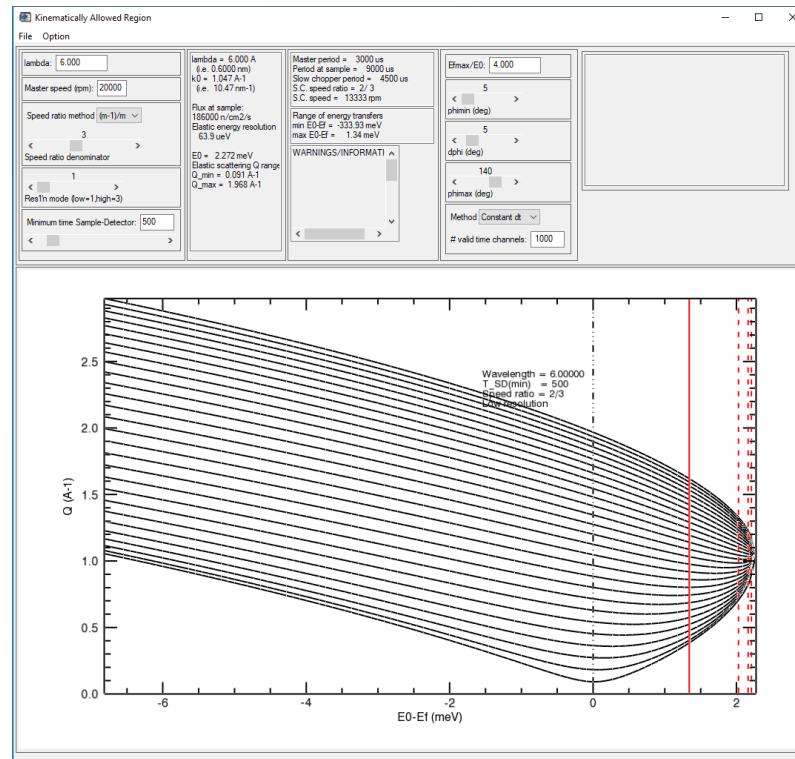 Kinematically Allowed Region
File Option
lambda: 6.000
Master speed (rpm): 20000
Speed ratio method (m-1)/m
3
Speed ratio denominator
1
Res'l'n mode (low=1,high=3)
Minimum time Sample-Detector: 500
lambda = 6.000 A
(i.e. 0.6000 nm)
k0 = 1.047 A-1
(i.e. 10.47 nm-1)
Flux at sample:
186000 n/cm2/s
Elastic energy resolution
63.9 ueV
E0 = 2.272 meV
Elastic scattering Q range
Q_min = 0.091 A-1
Q_max = 1.968 A-1
Master period = 3000 us
Period at sample = 9000 us
Slow chopper period = 4500 us
S.C. speed ratio = 2/ 3
S.C. speed = 13333 rpm
Range of energy transfers
min E0-Ef = -333.93 meV
max E0-Ef = 1.34 meV
WARNINGS/INFORMATI
Efmax/E0: 4.000
5
phimin (deg)
5
dphi (deg)
140
phimax (deg)
Method Constant dt
# valid time channels: 1000
Wavelength = 6.00000
T_SD(min) = 500
Speed ratio = 2/3
Low resolution
2.5
2.0
1.5
1.0
0.5
0.0
Q (A-1)
-6 -4 -2 0 2
E0-Ef (meV)